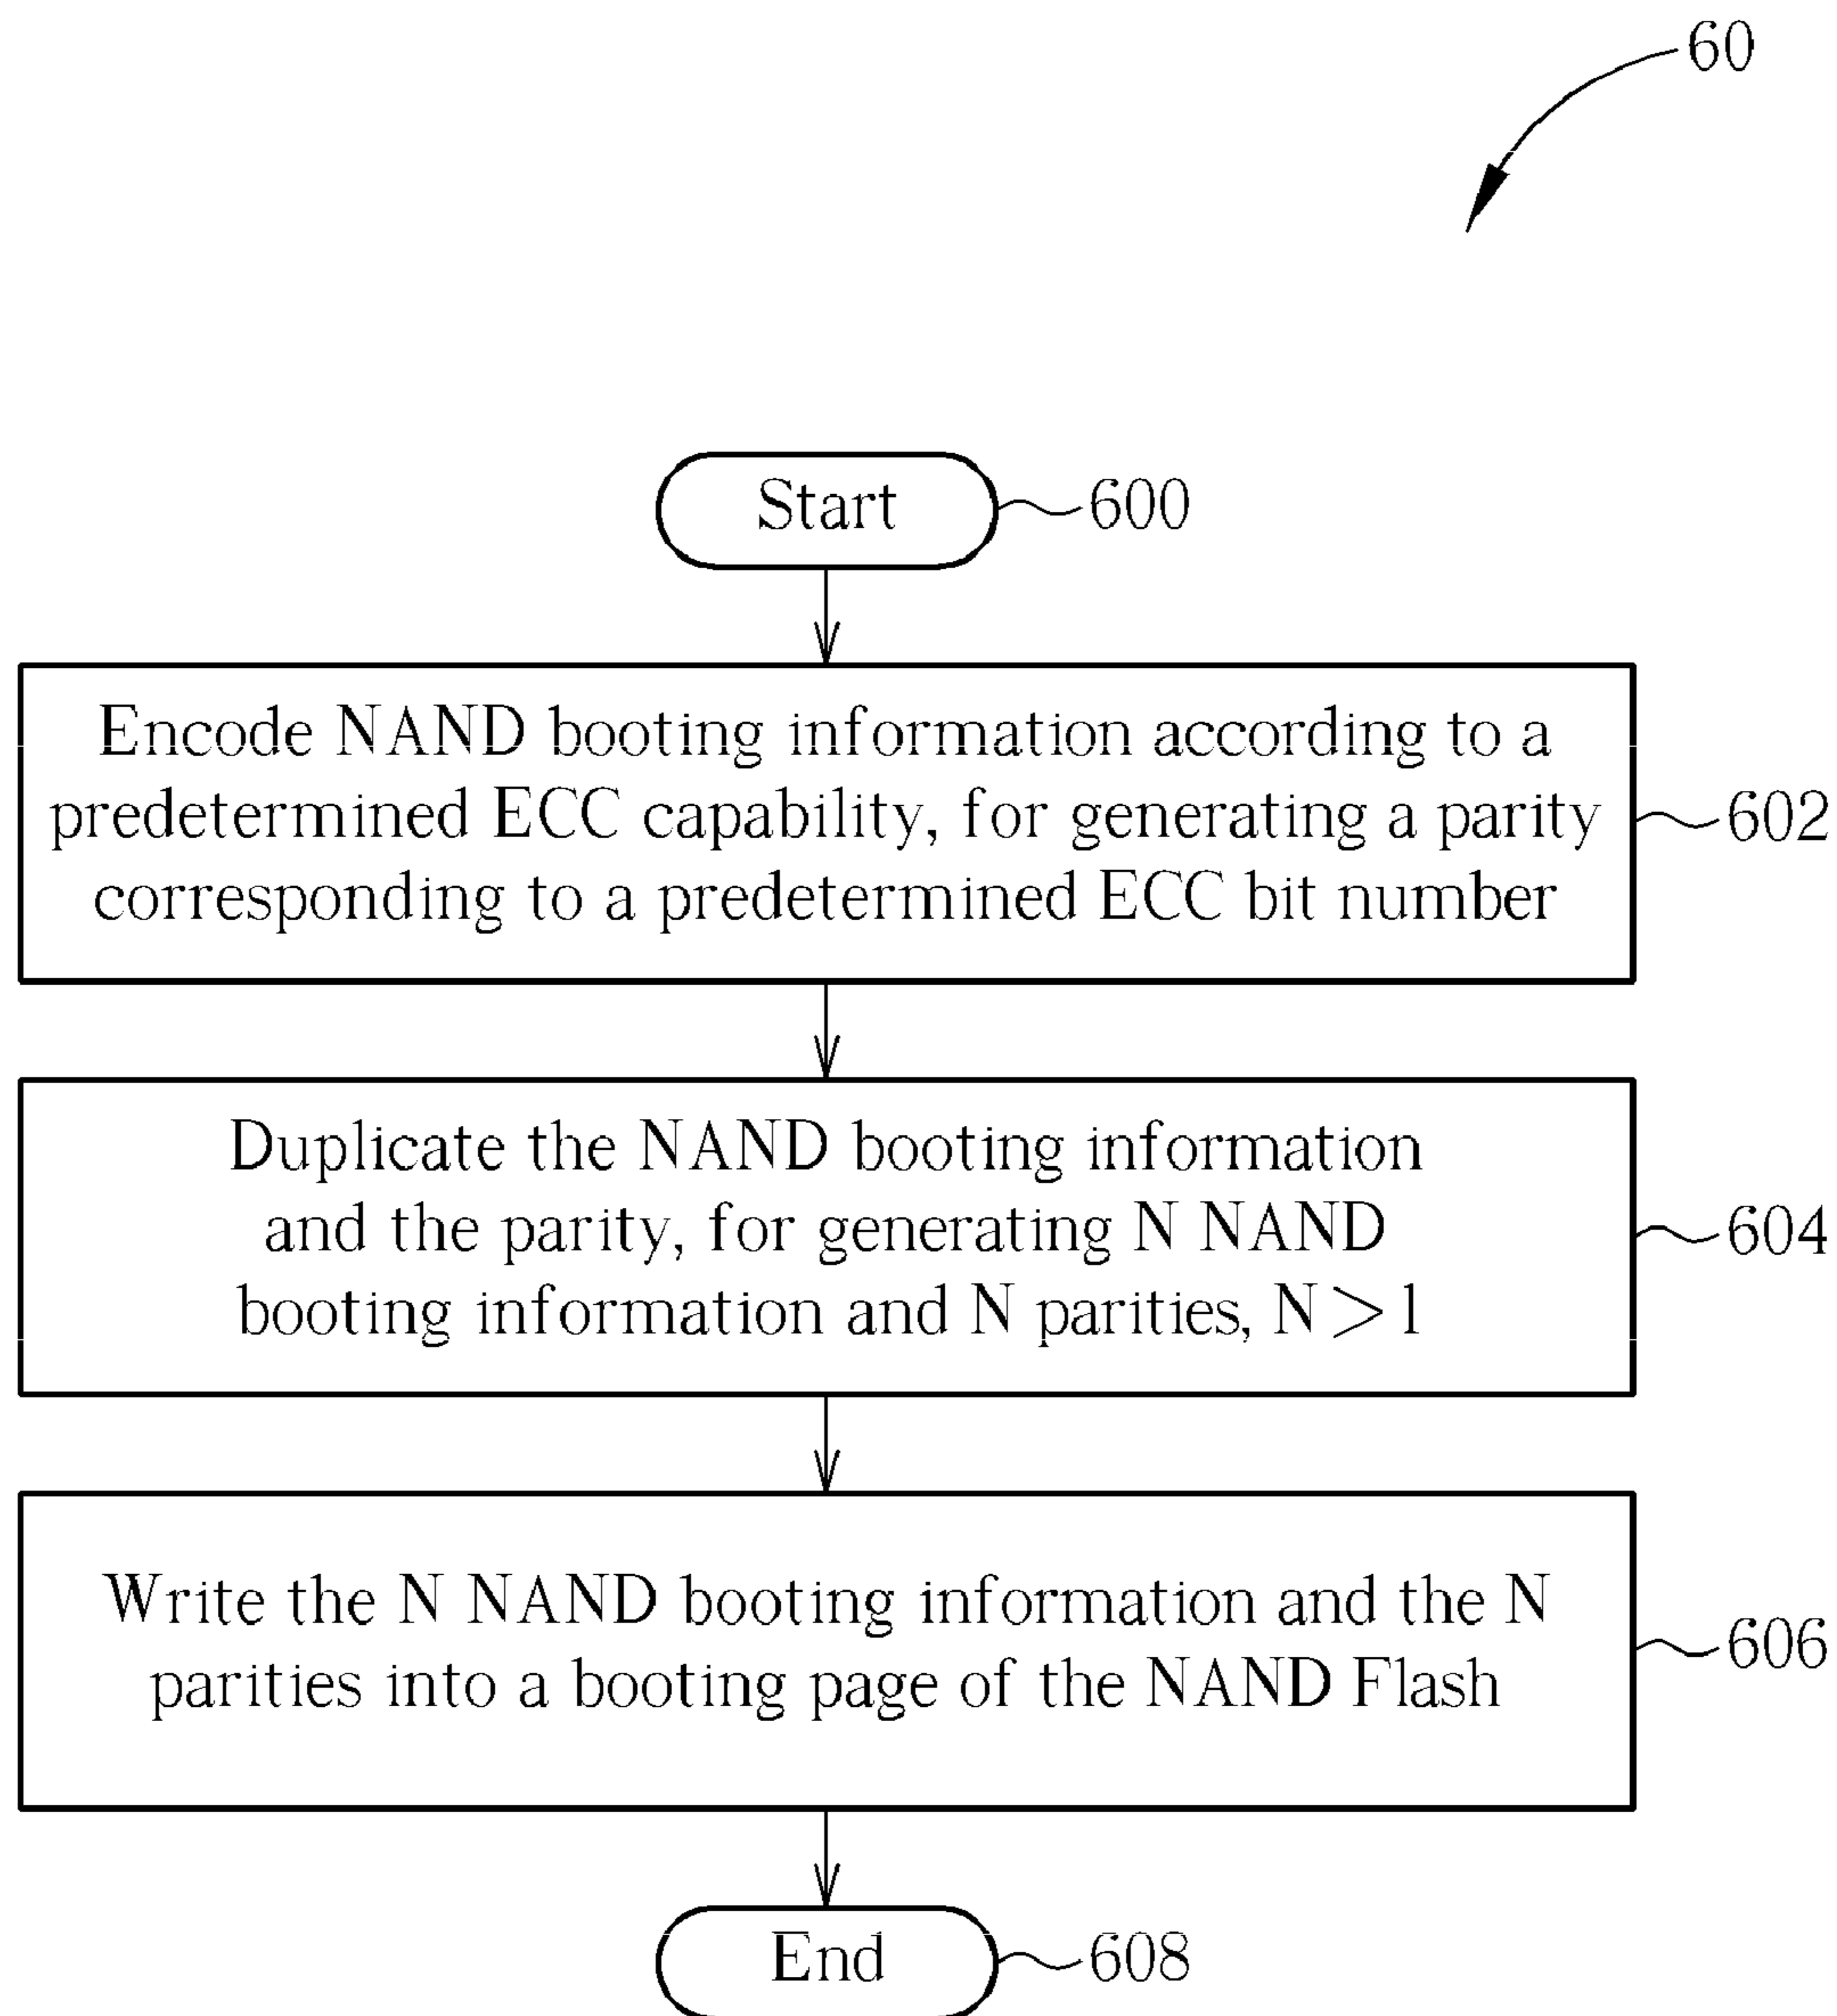 60
Start
600
Encode NAND booting information according to a
predetermined ECC capability, for generating a parity
corresponding to a predetermined ECC bit number
602
Duplicate the NAND booting information
and the parity, for generating N NAND
booting information and N parities, N>1
604
Write the N NAND booting information and the N
parities into a booting page of the NAND Flash
606
End
608